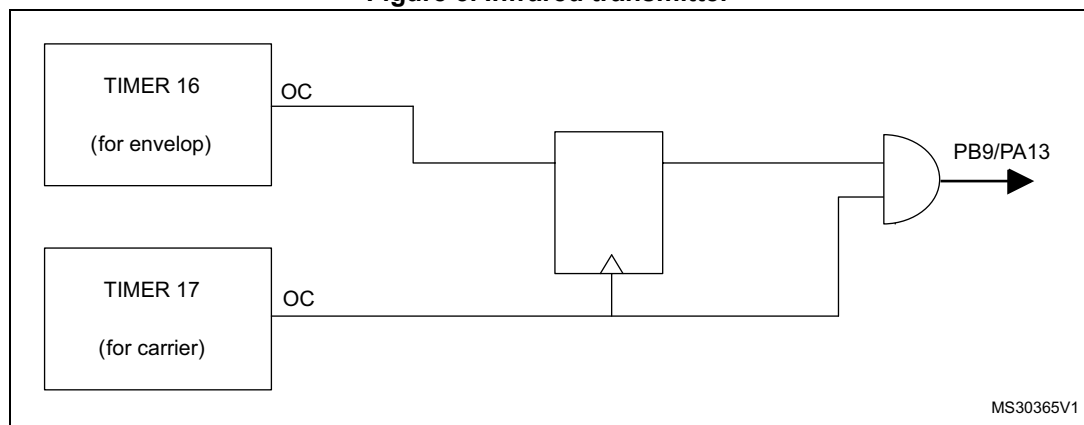 TIMER 16
(for envelop)
OC
PB9/PA13
TIMER 17
(for carrier)
OC
MS30365V1